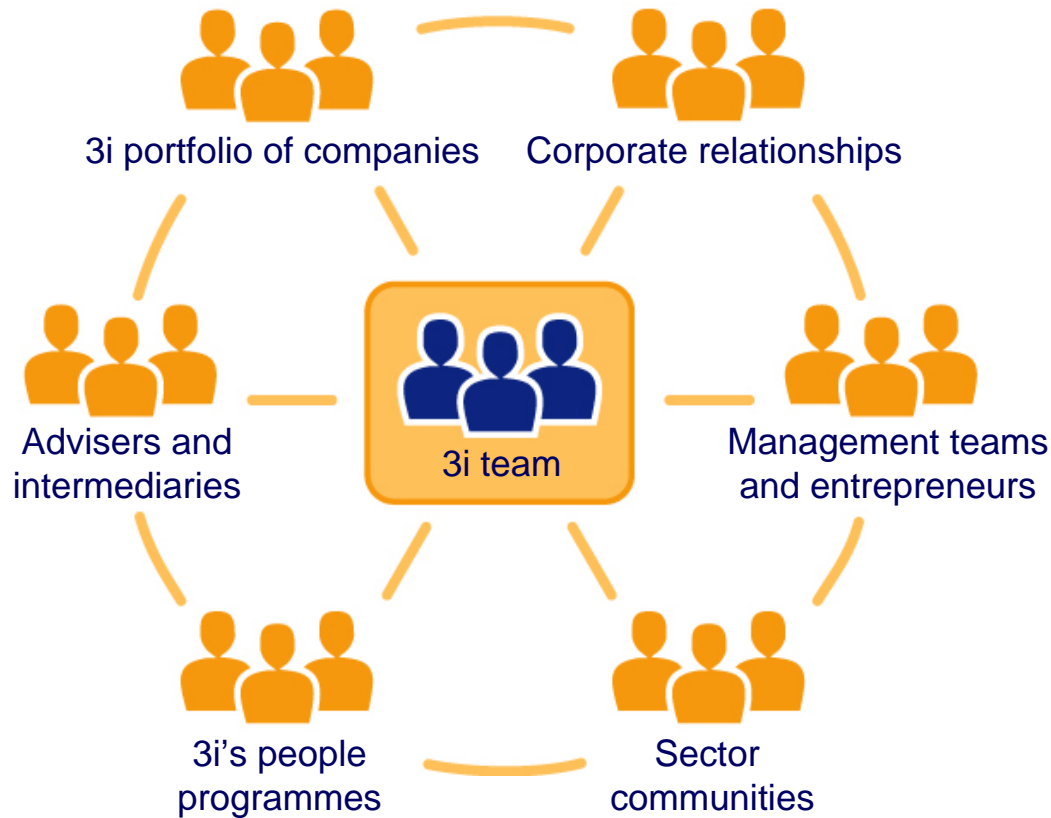 3i portfolio of companies
Corporate relationships
Advisers and
intermediaries
3i team
Management teams
and entrepreneurs
3i’s people
programmes
Sector
communities